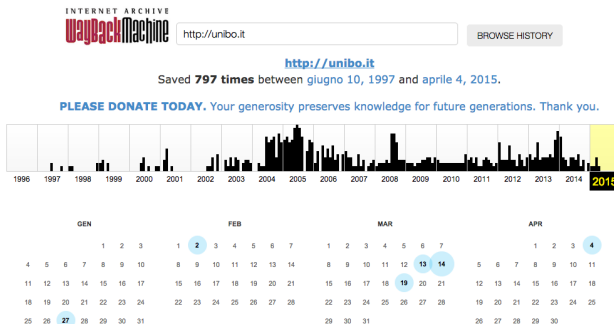 INTERNET ARCHIVE
WayBackMachine
http://unibo.it
BROWSE HISTORY
http://unibo.it
Saved 797 times between giugno 10, 1997 and aprile 4, 2015.
PLEASE DONATE TODAY. Your generosity preserves knowledge for future generations. Thank you.
1996 1997 1998 1999 2000 2001 2002 2003 2004 2005 2006 2007 2008 2009 2010 2011 2012 2013 2014 2015
GEN FEB MAR APR
1 2 3 1 2 3 4 5 6 7 1 2 3 4 5 6 7 1 2 3 4
4 5 6 7 8 9 10 8 9 10 11 12 13 14 8 9 10 11 12 13 14 5 6 7 8 9 10 11
11 12 13 14 15 16 17 15 16 17 18 19 20 21 15 16 17 18 19 20 21 12 13 14 15 16 17 18
18 19 20 21 22 23 24 22 23 24 25 26 27 28 22 23 24 25 26 27 28 19 20 21 22 23 24 25
25 26 27 28 29 30 31 29 30 31 26 27 28 29 30